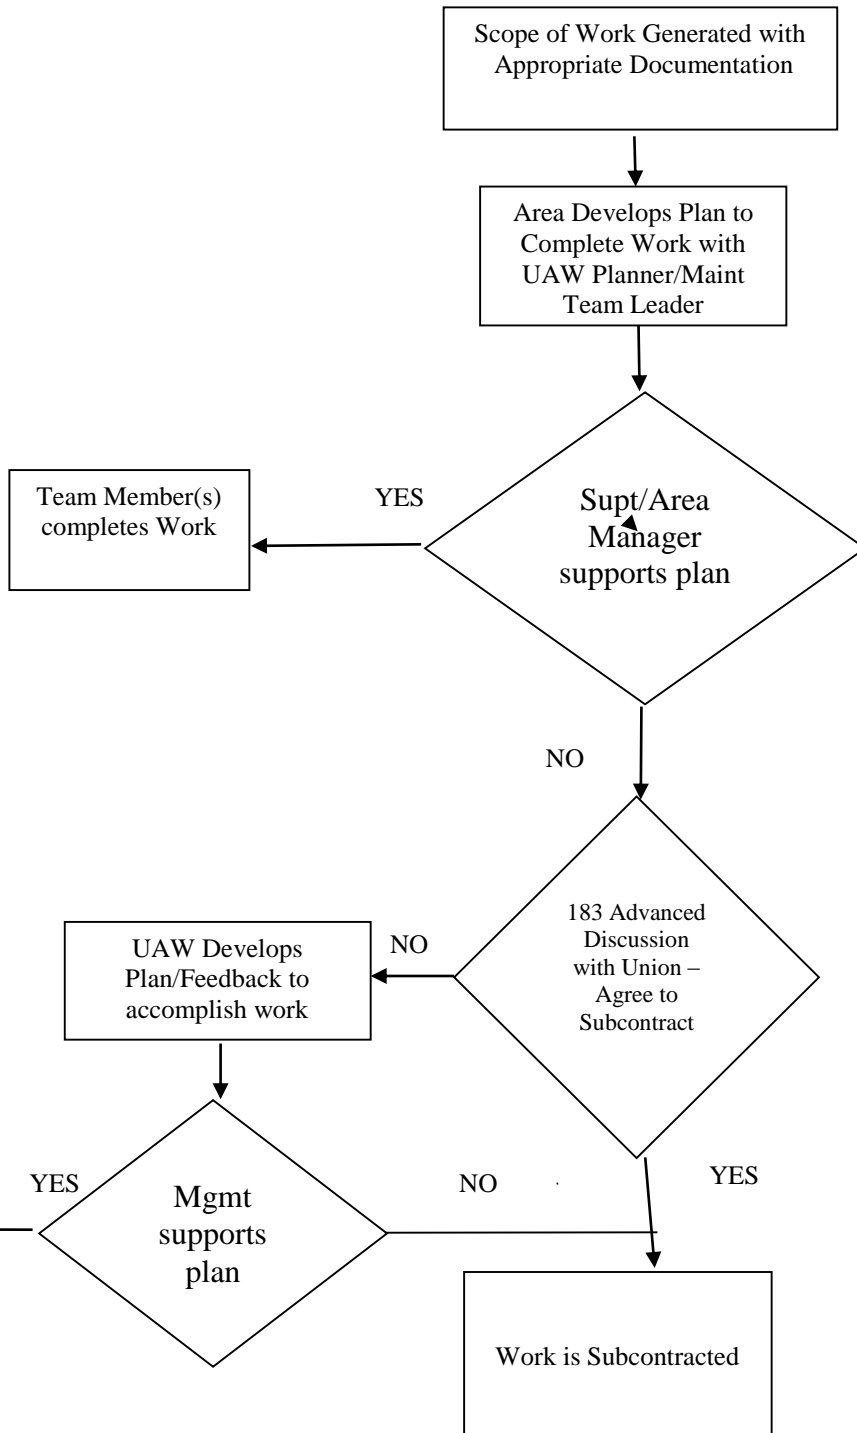 Scope of Work Generated with
Appropriate Documentation
Area Develops Plan to
Complete Work with
UAW Planner/Maint
Team Leader
Team Member(s)
completes Work
YES
Supt/Area
Manager
supports plan
NO
183 Advanced
Discussion
with Union –
Agree to
Subcontract
NO
UAW Develops
Plan/Feedback to
accomplish work
YES
Mgmt
supports
plan
NO
YES
Work is Subcontracted